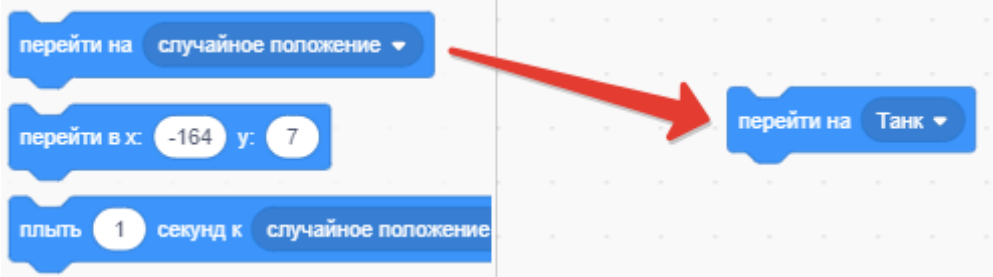 перейти на случайное положение
перейти на Танк
перейти в x: -164 y: 7
плыть 1 секунд к случайное положение